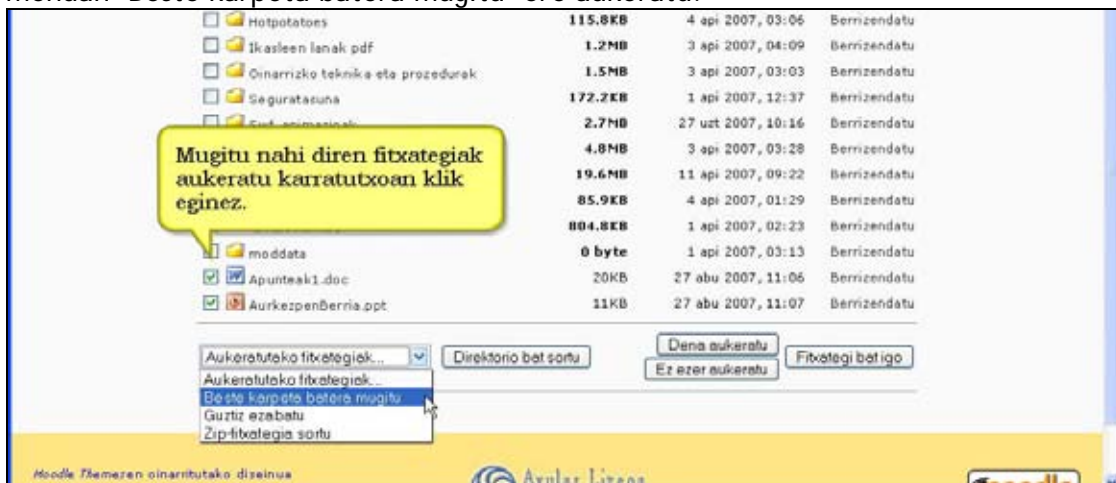 Hotpotatoes 115.8KB 4 api 2007, 03:06 Berrizendatu
Ikasleen lanak pdf 1.2MB 3 api 2007, 04:09 Berrizendatu
Oinarrizko teknika eta prozedurak 1.5MB 3 api 2007, 03:03 Berrizendatu
Seguratasuna 172.2KB 1 api 2007, 12:37 Berrizendatu
2.7MB 27 uzt 2007, 10:16 Berrizendatu
4.8MB 3 api 2007, 03:28 Berrizendatu
19.6MB 11 api 2007, 09:22 Berrizendatu
85.9KB 4 api 2007, 01:29 Berrizendatu
804.8KB 1 api 2007, 02:23 Berrizendatu
Mugitu nahi diren fitxategiak
aukeratu karratutxoan klik
eginez.
moddata 0 byte 1 api 2007, 03:13 Berrizendatu
Apunteak1.doc 20KB 27 abu 2007, 11:06 Berrizendatu
AurkezpenBerria.ppt 11KB 27 abu 2007, 11:07 Berrizendatu
Aukeratutako fitxategiak... Direktorio bat sortu Dena aukeratu Fitxategi bat igo
Ez ezer aukeratu
Aukeratutako fitxategiak...
Beste karpeta batera mugitu
Guztiz ezabatu
Zip-fitxategia sortu
Moodle Themezen oinarritutako diseinua